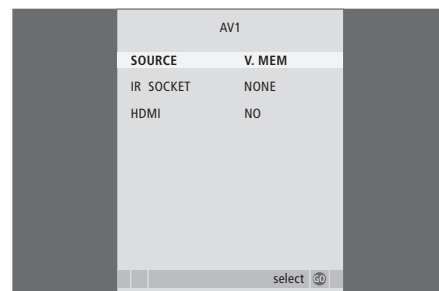 AV1
SOURCE V. MEM
IR SOCKET NONE
HDMI NO
select GO